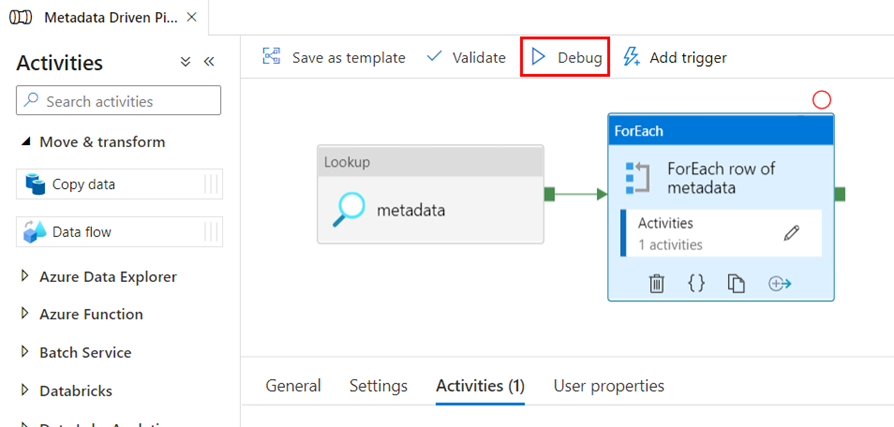 Metadata Driven Pi...
Activities
Search activities
Move & transform
Copy data
Data flow
Azure Data Explorer
Azure Function
Batch Service
Databricks
Save as template
Validate
Debug
Add trigger
Lookup
metadata
ForEach
ForEach row of
metadata
Activities
1 activities
General
Settings
Activities (1)
User properties